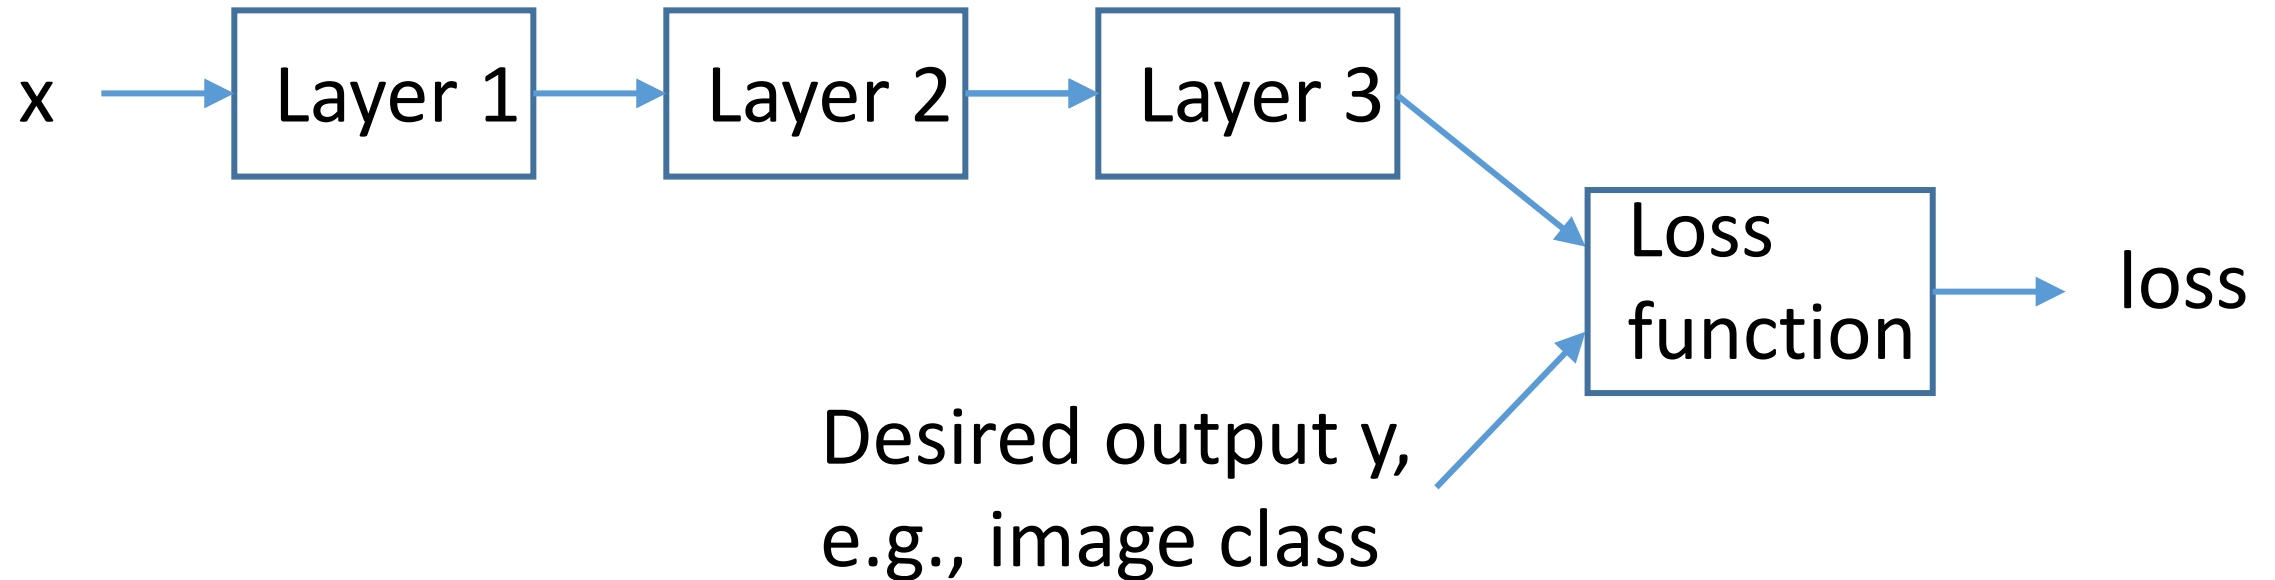 x
Layer 1
Layer 2
Layer 3
Loss
function
loss
Desired output y,
e.g., image class